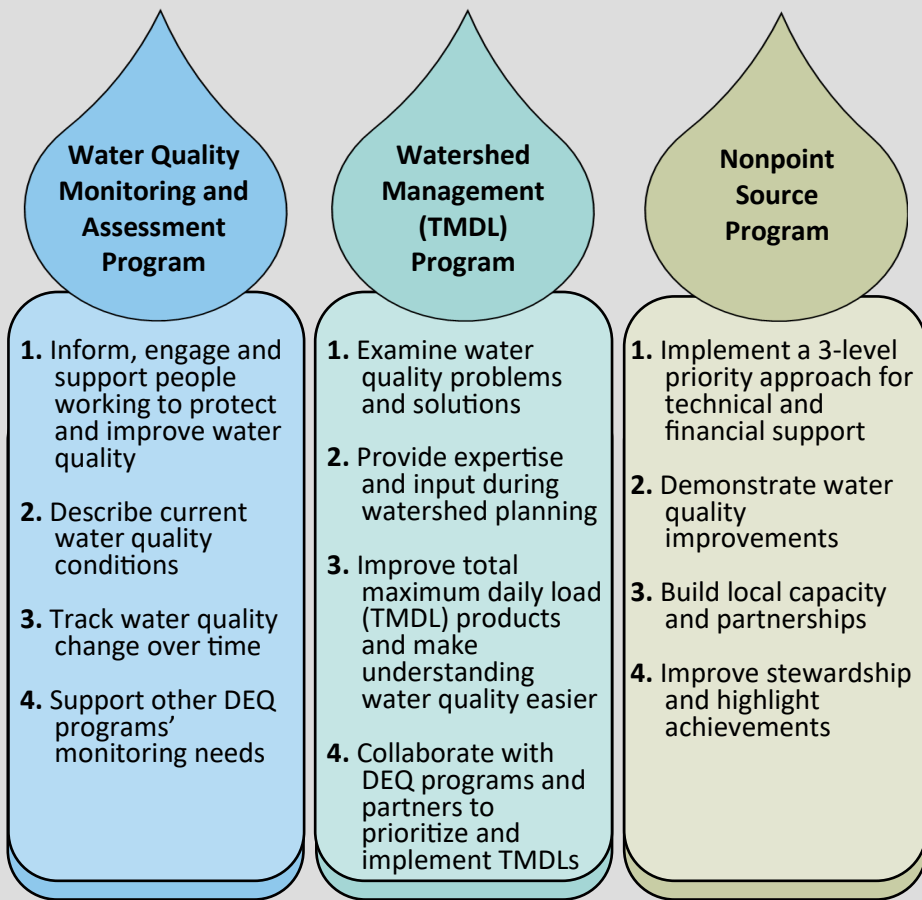 Water Quality
Monitoring and
Assessment
Program
1. Inform, engage and
support people
working to protect
and improve water
quality
2. Describe current
water quality
conditions
3. Track water quality
change over time
4. Support other DEQ
programs’
monitoring needs
Watershed
Management
(TMDL)
Program
1. Examine water
quality problems
and solutions
2. Provide expertise
and input during
watershed planning
3. Improve total
maximum daily load
(TMDL) products
and make
understanding
water quality easier
4. Collaborate with
DEQ programs and
partners to
prioritize and
implement TMDLs
Nonpoint
Source
Program
1. Implement a 3-level
priority approach for
technical and
financial support
2. Demonstrate water
quality
improvements
3. Build local capacity
and partnerships
4. Improve stewardship
and highlight
achievements